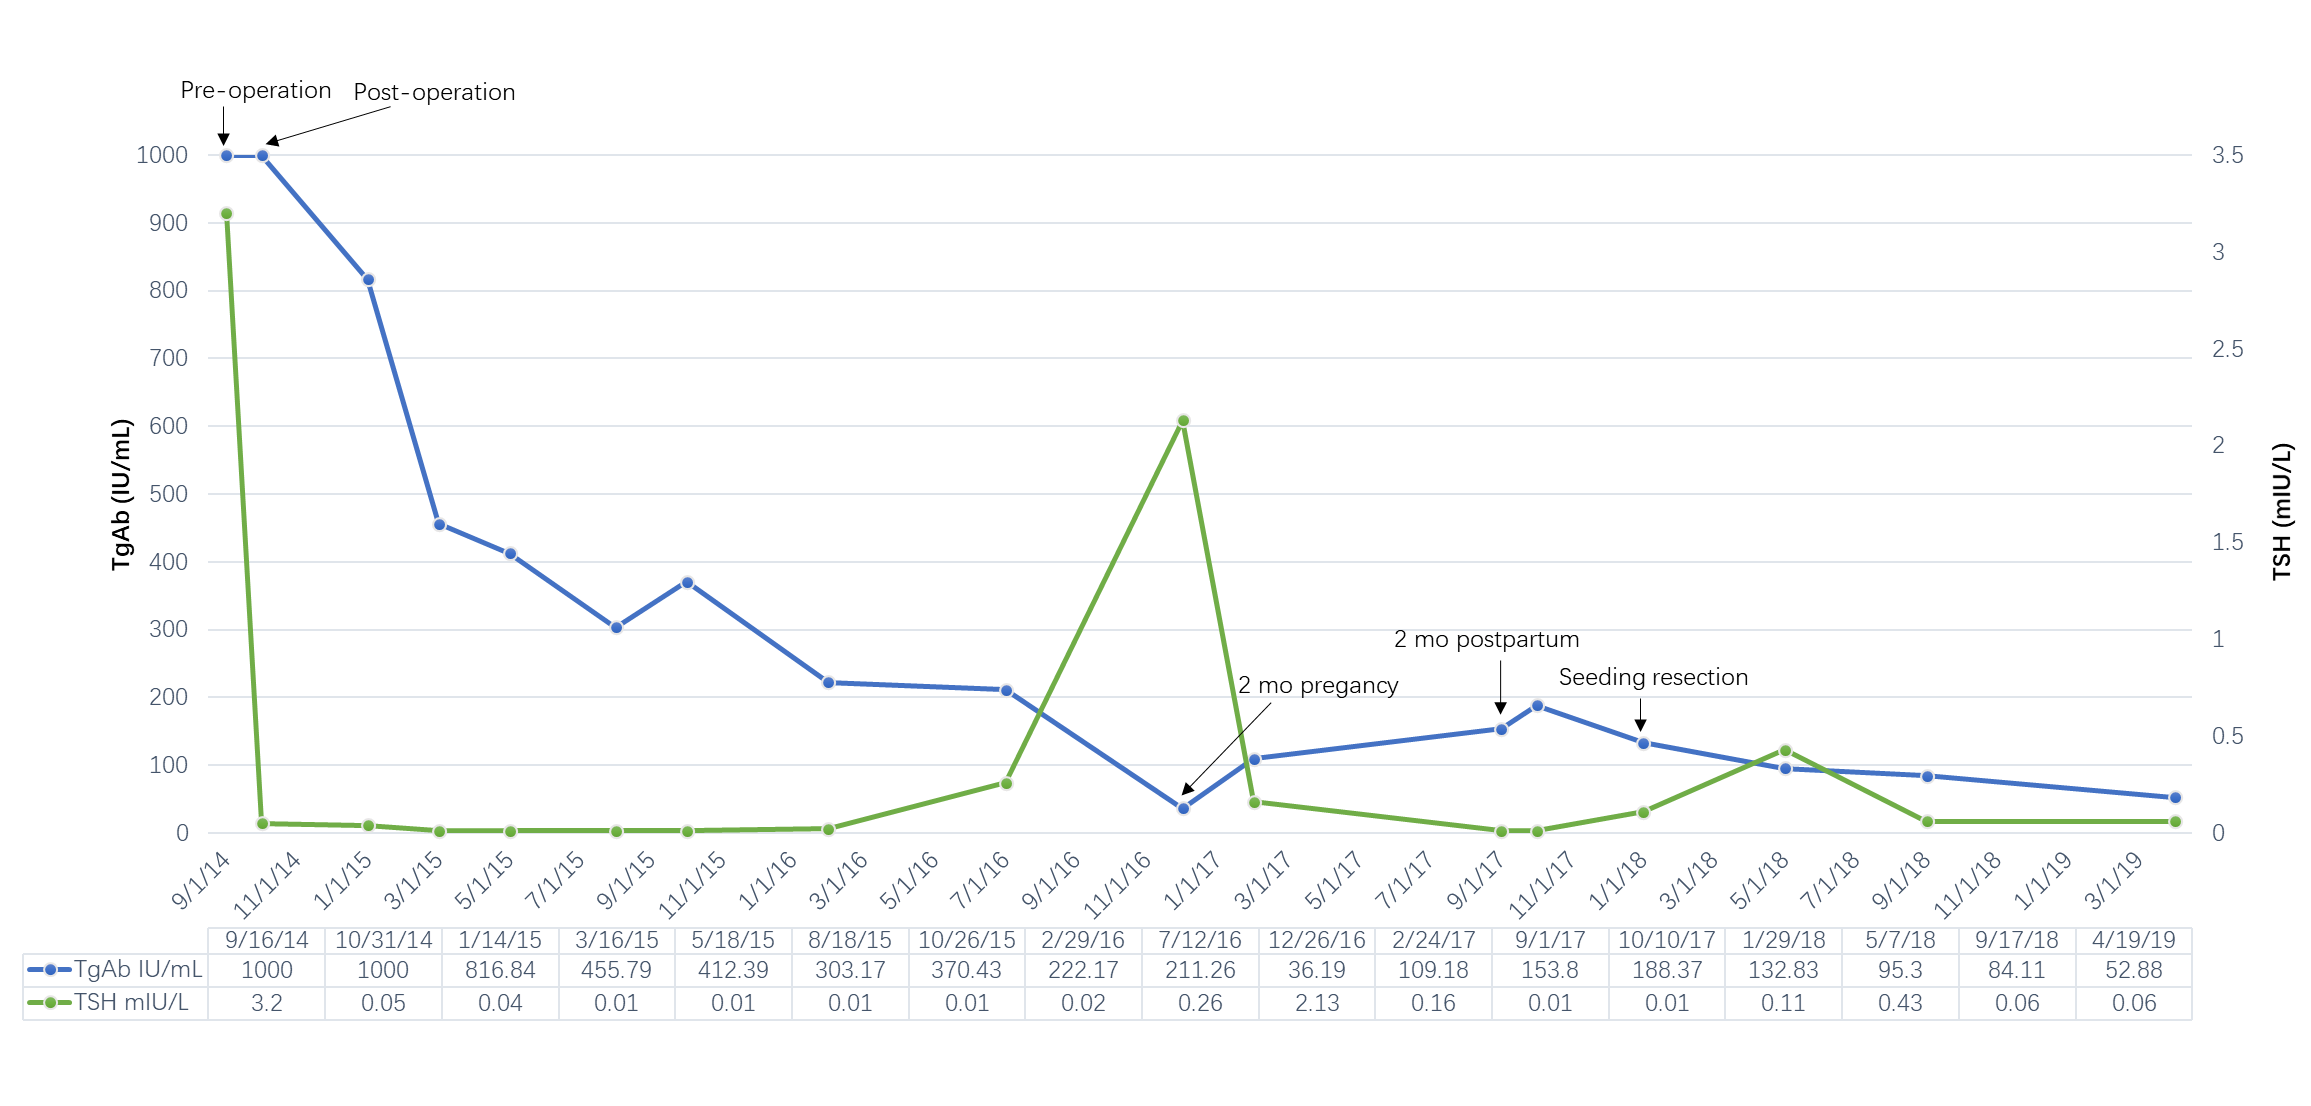 Pre-operation
Post-operation
1000
900
800
700
600
500
400
300
200
100
0
TgAb (IU/mL)
3.5
3
2.5
2
1.5
1
0.5
0
TSH (mIU/L)
2 mo pregancy
2 mo postpartum
Seeding resection
9/1/14 11/1/14 1/1/15 3/1/15 5/1/15 7/1/15 9/1/15 11/1/15 1/1/16 3/1/16 5/1/16 7/1/16 9/1/16 11/1/16 1/1/17 3/1/17 5/1/17 7/1/17 9/1/17 11/1/17 1/1/18 3/1/18 5/1/18 7/1/18 9/1/18 11/1/18 1/1/19 3/1/19
9/16/14 10/31/14 1/14/15 3/16/15 5/18/15 8/18/15 10/26/15 2/29/16 7/12/16 12/26/16 2/24/17 9/1/17 10/10/17 1/29/18 5/7/18 9/17/18 4/19/19
TgAb IU/mL 1000 1000 816.84 455.79 412.39 303.17 370.43 222.17 211.26 36.19 109.18 153.8 188.37 132.83 95.3 84.11 52.88
TSH mIU/L 3.2 0.05 0.04 0.01 0.01 0.01 0.01 0.02 0.26 2.13 0.16 0.01 0.01 0.11 0.43 0.06 0.06